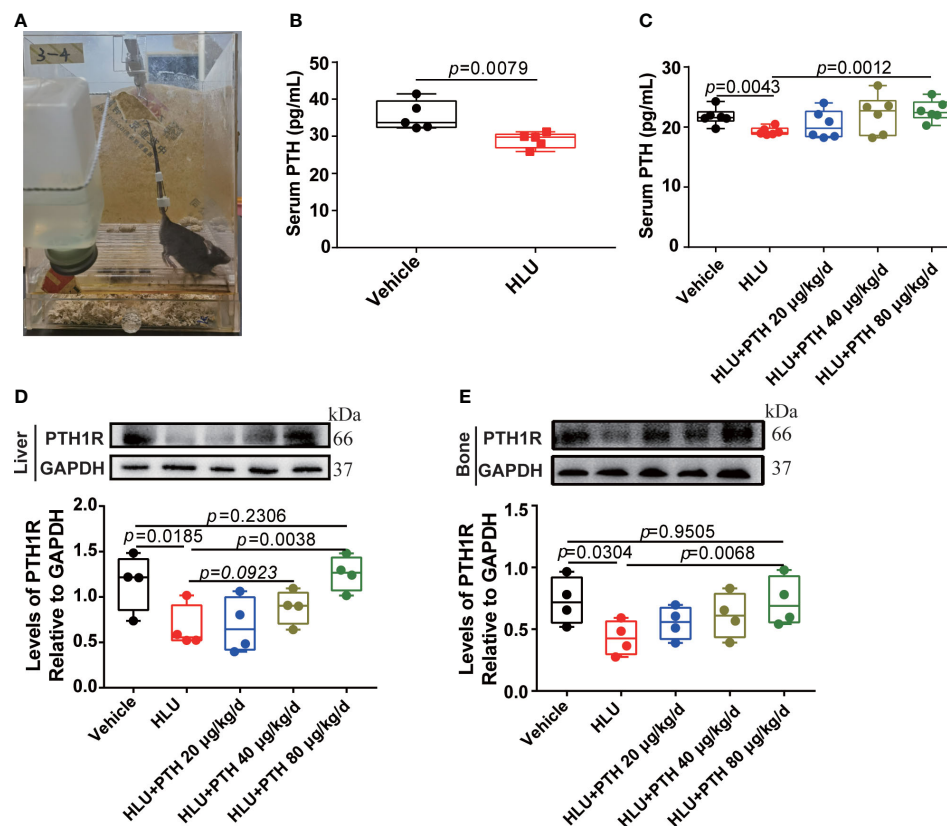 A
3-4
B
Serum PTH (pg/mL)
50
40
30
20
10
0
p=0.0079
Vehicle
HLU
C
Serum PTH (pg/mL)
30
20
10
0
p=0.0043
p=0.0012
Vehicle
HLU
HLU+PTH 20 μg/kg/d
HLU+PTH 40 μg/kg/d
HLU+PTH 80 μg/kg/d
D
Liver
kDa
PTH1R
66
GAPDH
37
Levels of PTH1R
Relative to GAPDH
2.0
1.5
1.0
0.5
0.0
p=0.2306
p=0.0185
p=0.0038
p=0.0923
Vehicle
HLU
HLU+PTH 20 μg/kg/d
HLU+PTH 40 μg/kg/d
HLU+PTH 80 μg/kg/d
E
Bone
kDa
PTH1R
66
GAPDH
37
Levels of PTH1R
Relative to GAPDH
1.5
1.0
0.5
0.0
p=0.9505
p=0.0304
p=0.0068
Vehicle
HLU
HLU+PTH 20 μg/kg/d
HLU+PTH 40 μg/kg/d
HLU+PTH 80 μg/kg/d